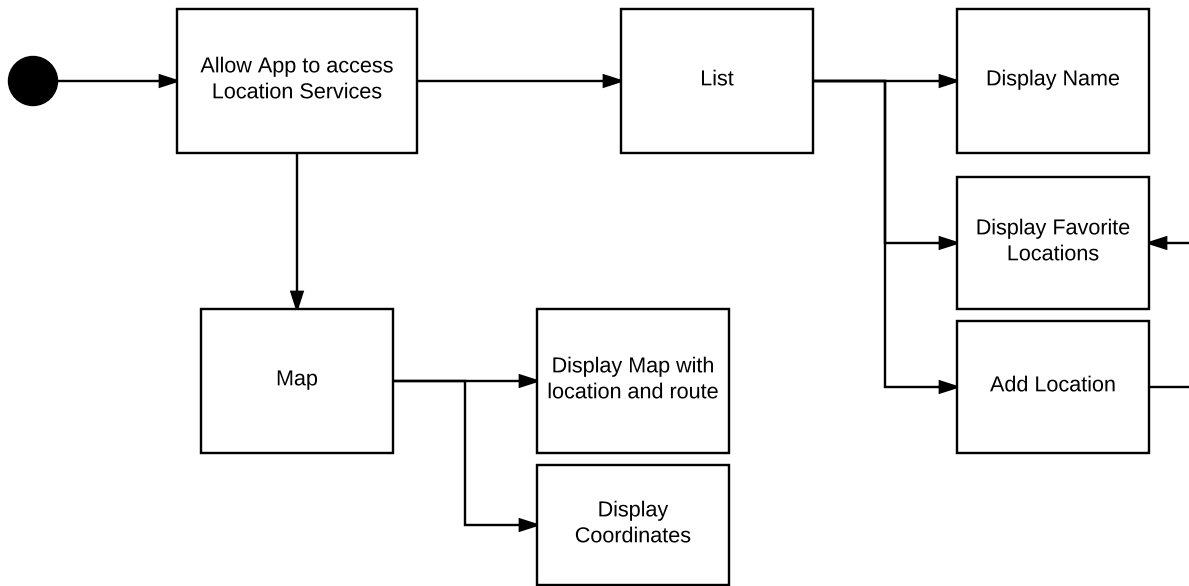 Allow App to access
Location Services
List
Display Name
Display Favorite
Locations
Add Location
Map
Display Map with
location and route
Display
Coordinates